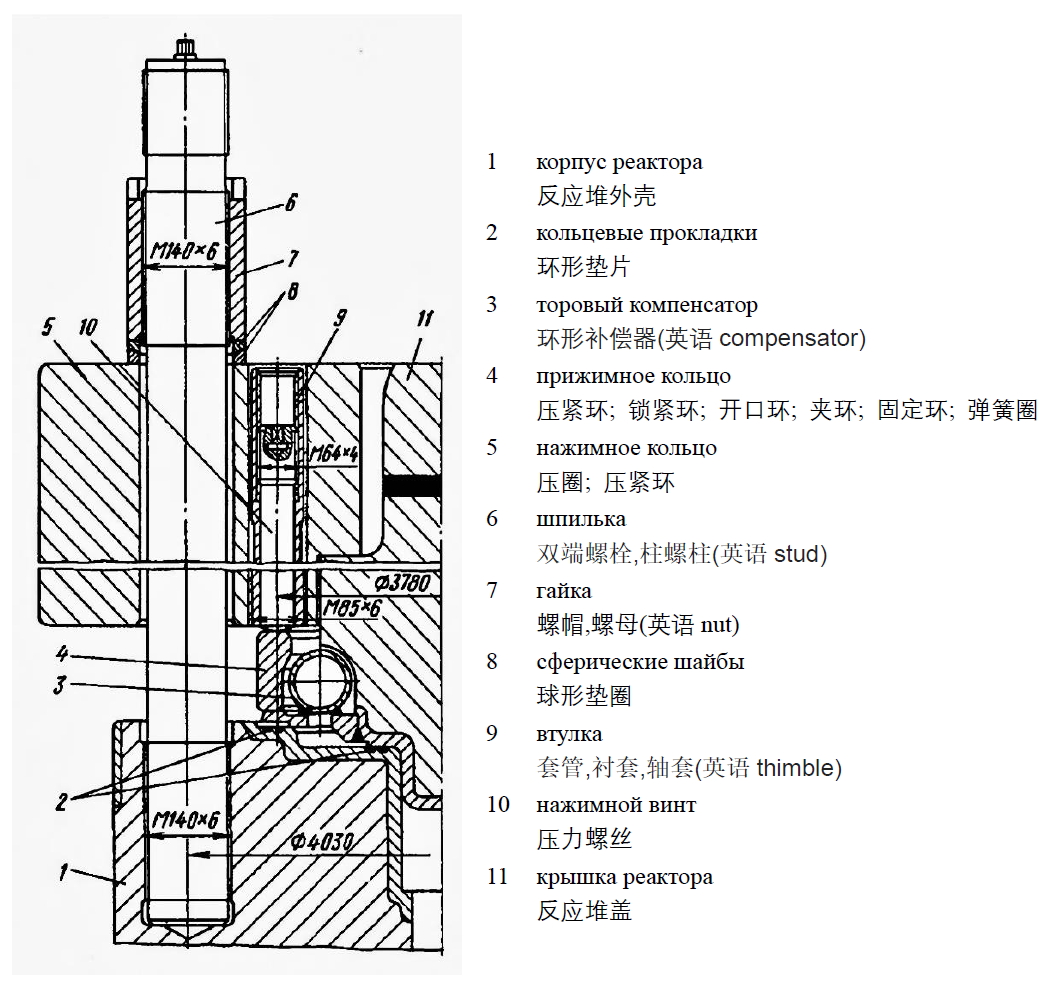 6
М140×6
7
8
5
10
9
11
М64×4
Ф3780
М85×6
4
3
2
М140×6
Ф4030
1
1 корпус реактора
反应堆外壳
2 кольцевые прокладки
环形垫片
3 торовый компенсатор
环形补偿器(英语 compensator)
4 прижимное кольцо
压紧环; 锁紧环; 开口环; 夹环; 固定环; 弹簧圈
5 нажимное кольцо
压圈; 压紧环
6 шпилька
双端螺栓,柱螺柱(英语 stud)
7 гайка
螺帽,螺母(英语 nut)
8 сферические шайбы
球形垫圈
9 втулка
套管,衬套,轴套(英语 thimble)
10 нажимной винт
压力螺丝
11 крышка реактора
反应堆盖